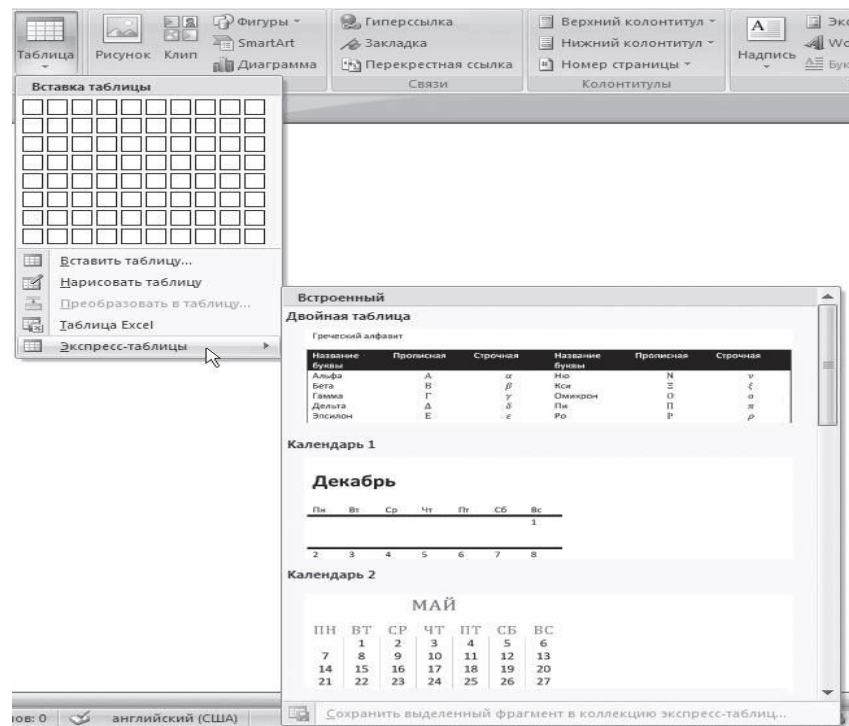 Таблица
Рисунок
Клип
Фигуры
SmartArt
Диаграмма
Гиперссылка
Закладка
Перекрестная ссылка
Связи
Верхний колонтитул
Нижний колонтитул
Номер страницы
Колонтитулы
A
Надпись
Вставка таблицы
Вставить таблицу...
Нарисовать таблицу
Преобразовать в таблицу...
Таблица Excel
Экспресс-таблицы
Встроенный
Двойная таблица
Греческий алфавит
Название буквы Прописная Строчная Название буквы Прописная Строчная
Альфа Α α Ню Ν ν
Бета Β β Кси Ξ ξ
Гамма Γ γ Омикрон Ο ο
Дельта Δ δ Пи Π π
Эпсилон Ε ε Ро Ρ ρ
Календарь 1
Декабрь
Пн Вт Ср Чт Пт Сб Вс
1
2 3 4 5 6 7 8
Календарь 2
МАЙ
ПН ВТ СР ЧТ ПТ СБ ВС
1 2 3 4 5 6
7 8 9 10 11 12 13
14 15 16 17 18 19 20
21 22 23 24 25 26 27
Сохранить выделенный фрагмент в коллекцию экспресс-таблиц...
ов: 0 английский (США)